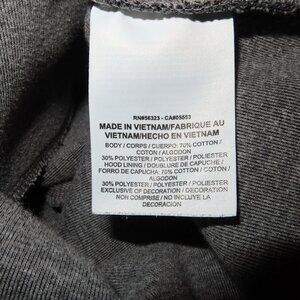 RN#56323 - CA#05553
MADE IN VIETNAM/FABRIQUE AU
VIETNAM/HECHO EN VIETNAM
BODY / CORPS / CUERPO: 70% COTTON /
COTON / ALGODON
30% POLYESTER / POLYESTER / POLIESTER
HOOD LINING / DOUBLURE DE CAPUCHE /
FORRO DE CAPUCHA: 70% COTTON / COTON
/ ALGODON
30% POLYESTER / POLYESTER / POLIESTER
EXCLUSIVE OF DECORATION / DECORATION
NON COMPRISE / NO INCLUYE LA
DECORACIÓN